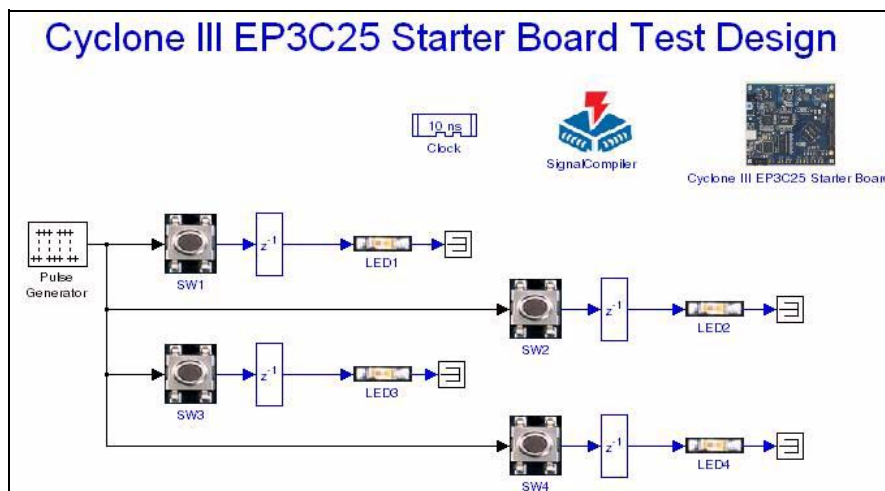 Cyclone III EP3C25 Starter Board Test Design
10 ns
Clock
SignalCompiler
Cyclone III EP3C25 Starter Board
Pulse
Generator
SW1
z-1
LED1
SW2
z-1
LED2
SW3
z-1
LED3
SW4
z-1
LED4